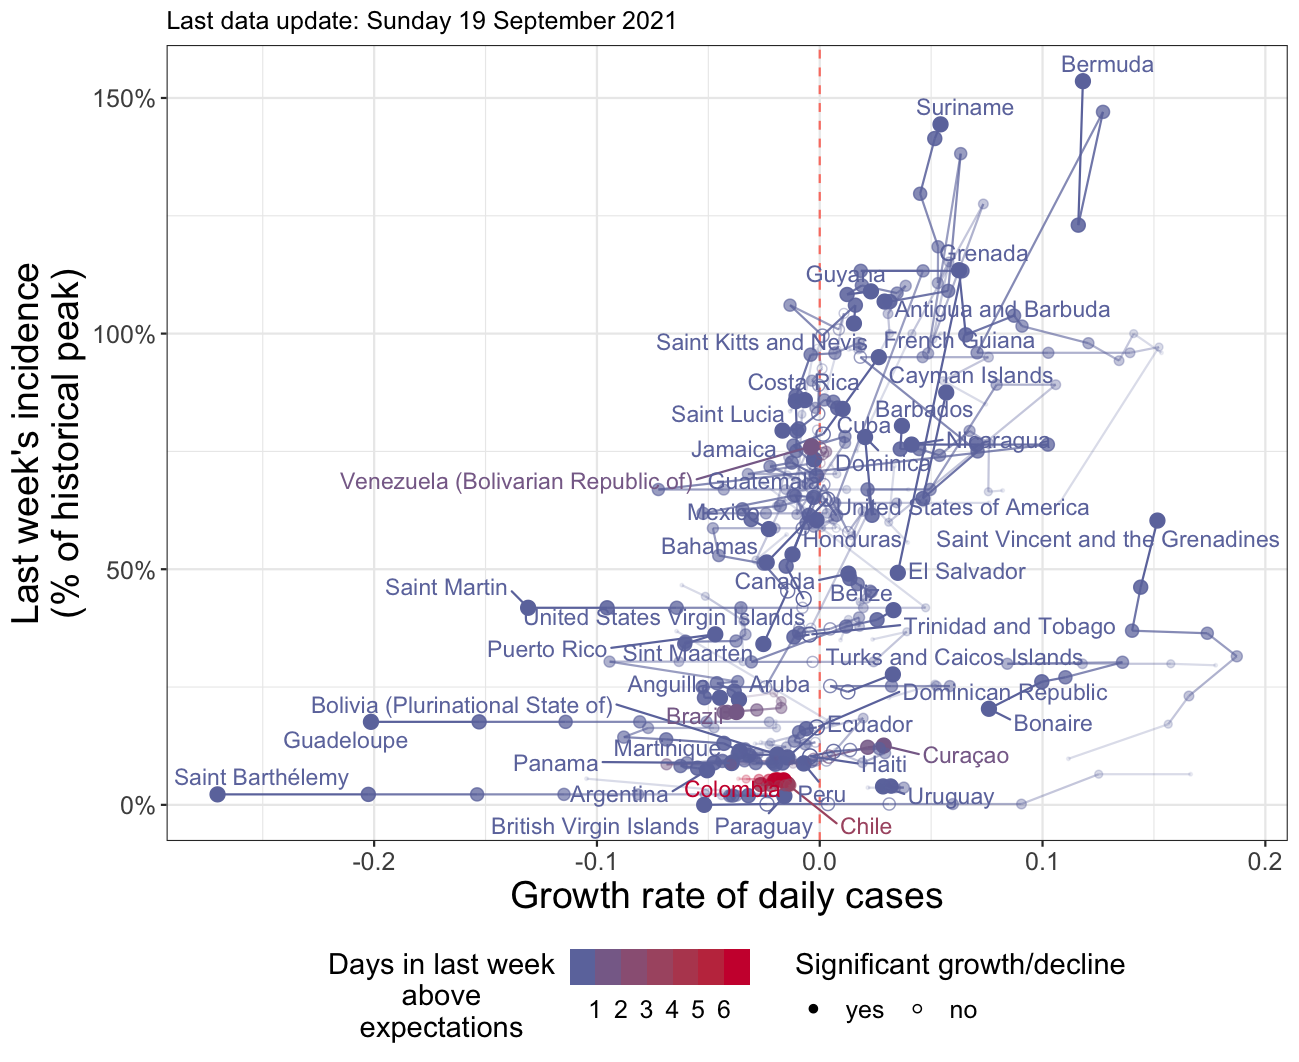 Last data update: Sunday 19 September 2021
Last week's incidence
(% of historical peak)
150%
100%
50%
0%
Bermuda
Suriname
Grenada
Guyana
Antigua and Barbuda
Saint Kitts and Nevis
French Guiana
Cayman Islands
Costa Rica
Barbados
Saint Lucia
Cuba
Nicaragua
Jamaica
Dominica
Venezuela (Bolivarian Republic of)
Guatemala
Mexico
United States of America
Honduras
Saint Vincent and the Grenadines
Bahamas
El Salvador
Canada
Saint Martin
Belize
United States Virgin Islands
Trinidad and Tobago
Puerto Rico
Sint Maarten
Turks and Caicos Islands
Anguilla
Aruba
Dominican Republic
Bolivia (Plurinational State of)
Brazil
Ecuador
Bonaire
Guadeloupe
Martinique
Curaçao
Panama
Haiti
Saint Barthélemy
Colombia
Argentina
Peru
Uruguay
British Virgin Islands
Paraguay
Chile
-0.2
-0.1
0.0
0.1
0.2
Growth rate of daily cases
Days in last week
above
expectations
1 2 3 4 5 6
Significant growth/decline
yes
no